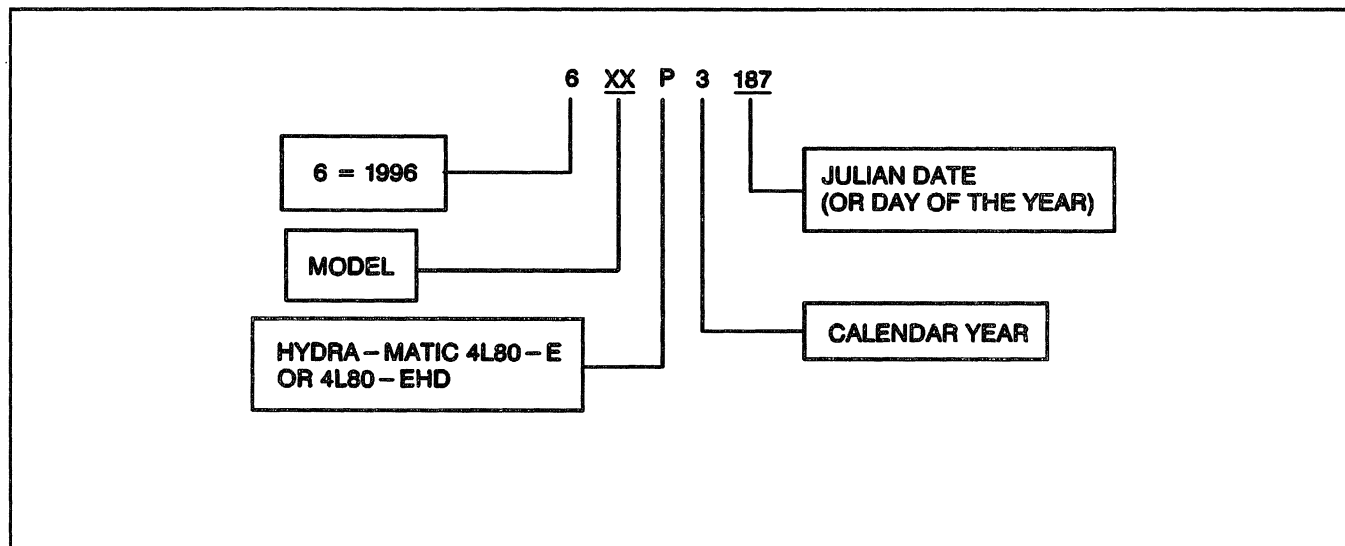 6 XX P 3 187
6 = 1996
JULIAN DATE
(OR DAY OF THE YEAR)
MODEL
CALENDAR YEAR
HYDRA–MATIC 4L80–E
OR 4L80–EHD